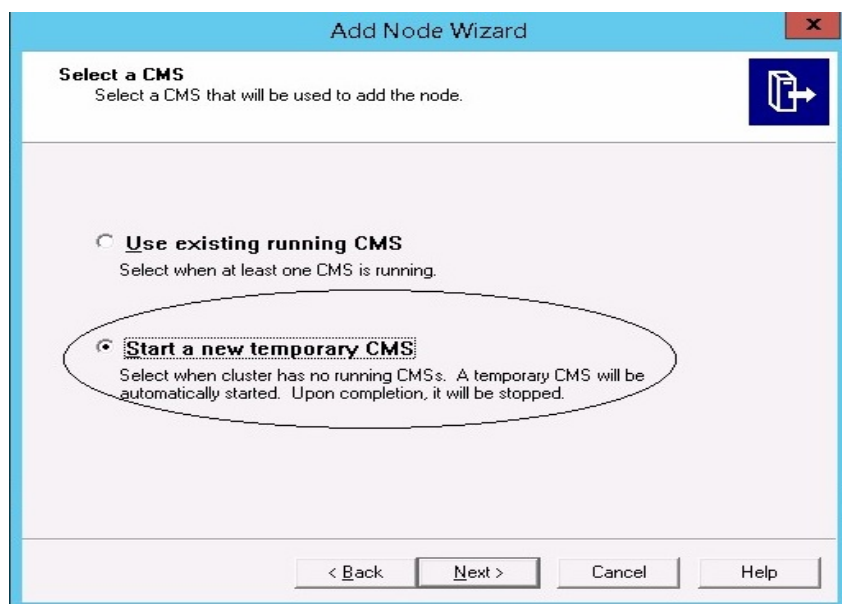 Add Node Wizard
x
Select a CMS
Select a CMS that will be used to add the node.
Use existing running CMS
Select when at least one CMS is running.
Start a new temporary CMS
Select when cluster has no running CMSs. A temporary CMS will be
automatically started. Upon completion, it will be stopped.
< Back
Next >
Cancel
Help